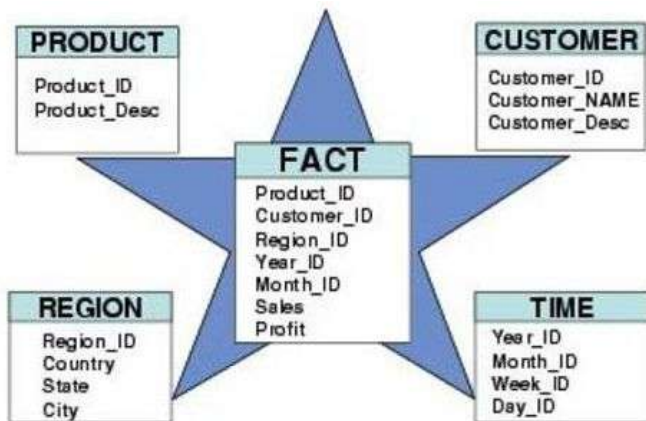 PRODUCT
Product_ID
Product_Desc
CUSTOMER
Customer_ID
Customer_NAME
Customer_Desc
FACT
Product_ID
Customer_ID
Region_ID
Year_ID
Month_ID
Sales
Profit
REGION
Region_ID
Country
State
City
TIME
Year_ID
Month_ID
Week_ID
Day_ID